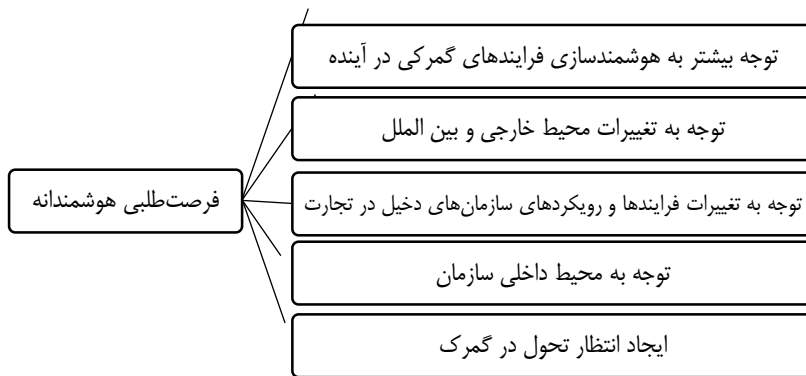 توجه بیشتر به هوشمندسازی فرایندهای گمرکی در آینده
توجه به تغییرات محیط خارجی و بین الملل
توجه به تغییرات فرایندها و رویکردهای سازمان‌های دخیل در تجارت
فرصت‌طلبی هوشمندانه
توجه به محیط داخلی سازمان
ایجاد انتظار تحول در گمرک